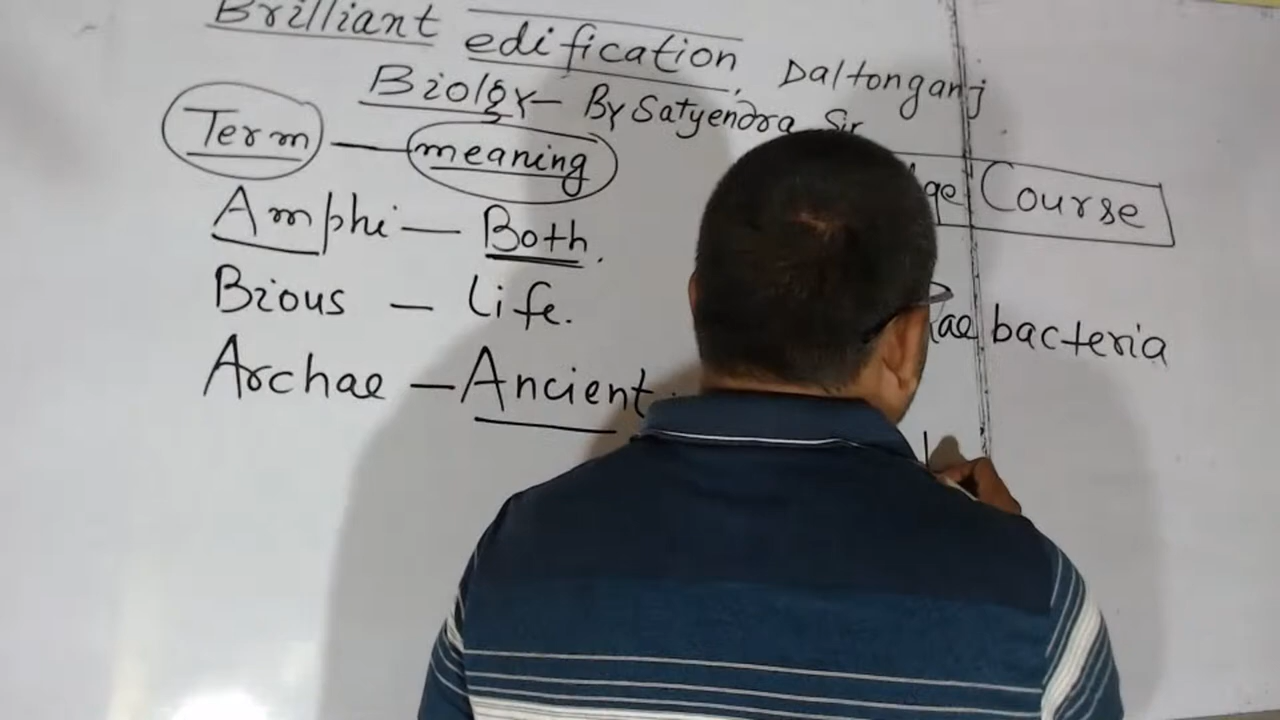 Brilliant edification, Daltonganj
Biology - By Satyendra Sir
Term — meaning
Course
Amphi — Both.
Bious — Life.
bacteria
Archae — Ancient.